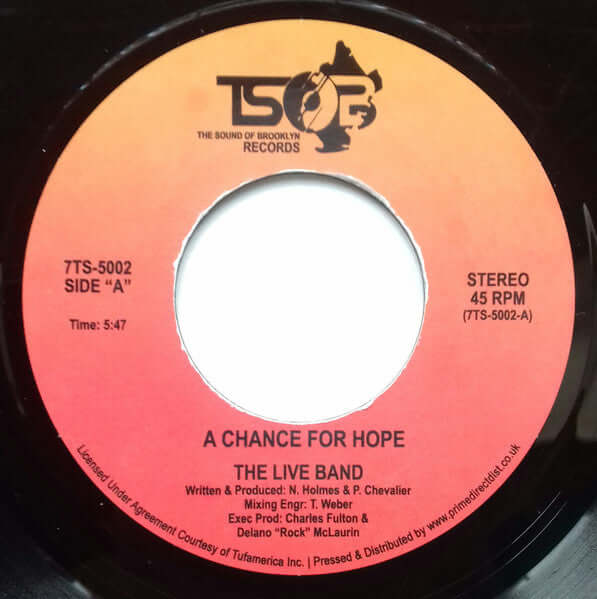 TSOB
THE SOUND OF BROOKLYN
RECORDS
7TS-5002
SIDE "A"
Time: 5:47
STEREO
45 RPM
(7TS-5002-A)
A CHANCE FOR HOPE
THE LIVE BAND
Written & Produced: N. Holmes & P. Chevalier
Mixing Engr: T. Weber
Exec Prod: Charles Fulton &
Delano "Rock" McLaurin
Licensed Under Agreement Courtesy of Tufamerica Inc. | Pressed & Distributed by www.primedirectdist.co.uk